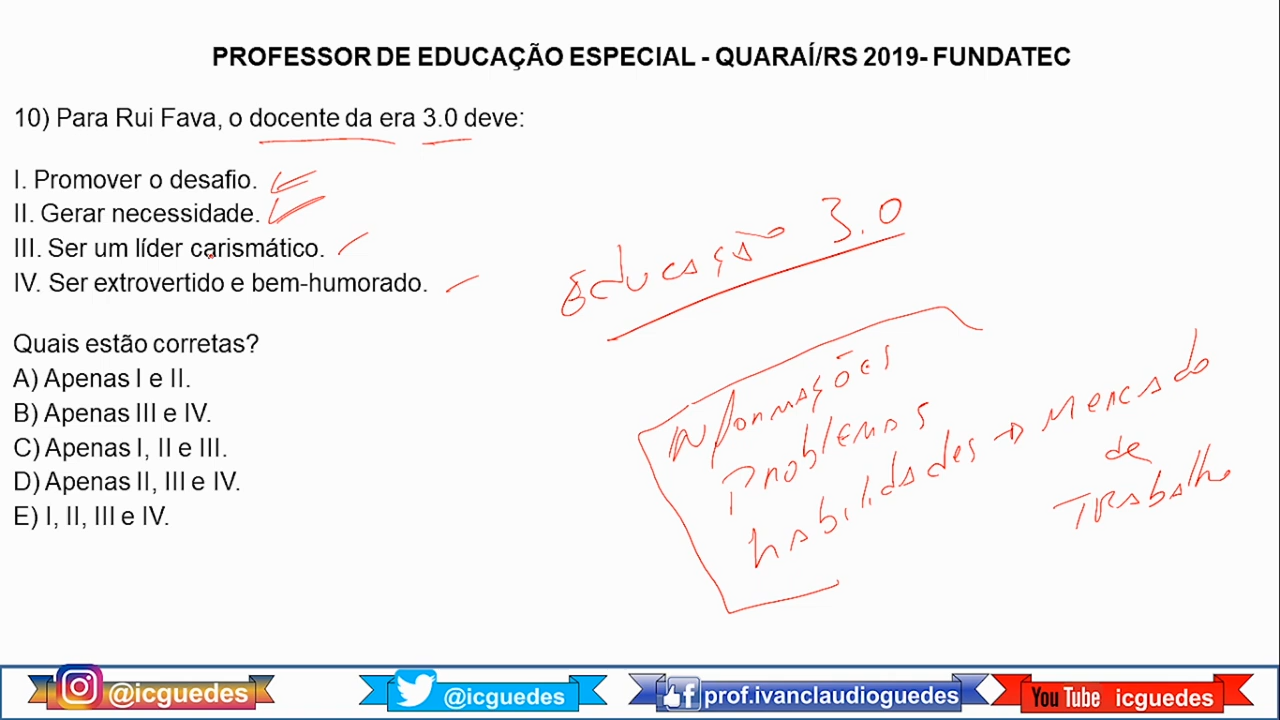 PROFESSOR DE EDUCAÇÃO ESPECIAL - QUARAÍ/RS 2019- FUNDATEC
10) Para Rui Fava, o docente da era 3.0 deve:
I. Promover o desafio.
II. Gerar necessidade.
III. Ser um líder carismático.
IV. Ser extrovertido e bem-humorado.
Quais estão corretas?
A) Apenas I e II.
B) Apenas III e IV.
C) Apenas I, II e III.
D) Apenas II, III e IV.
E) I, II, III e IV.
Educação 3.0
Informações
Problemas
habilidades → Mercado
de
Trabalho
@icguedes
@icguedes
f prof.ivanclaudioguedes
YouTube icguedes